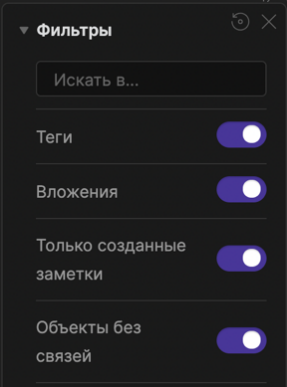 Фильтры
Искать в...
Теги
Вложения
Только созданные
заметки
Объекты без
связей